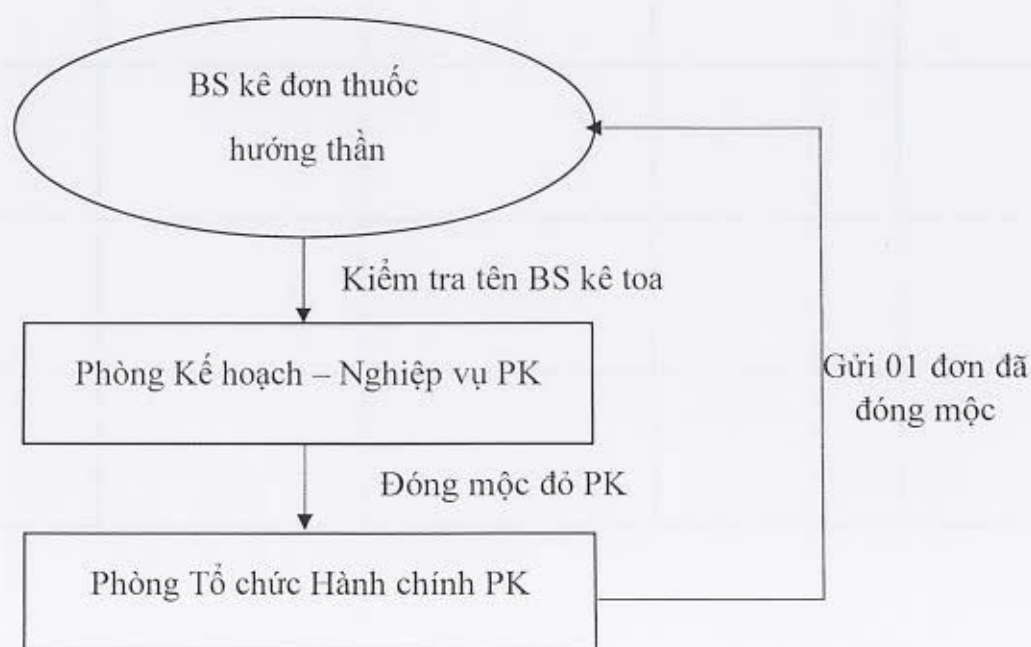 BS kê đơn thuốc
hướng thần
Kiểm tra tên BS kê toa
Phòng Kế hoạch – Nghiệp vụ PK
Gửi 01 đơn đã
đóng mộc
Đóng mộc đỏ PK
Phòng Tổ chức Hành chính PK